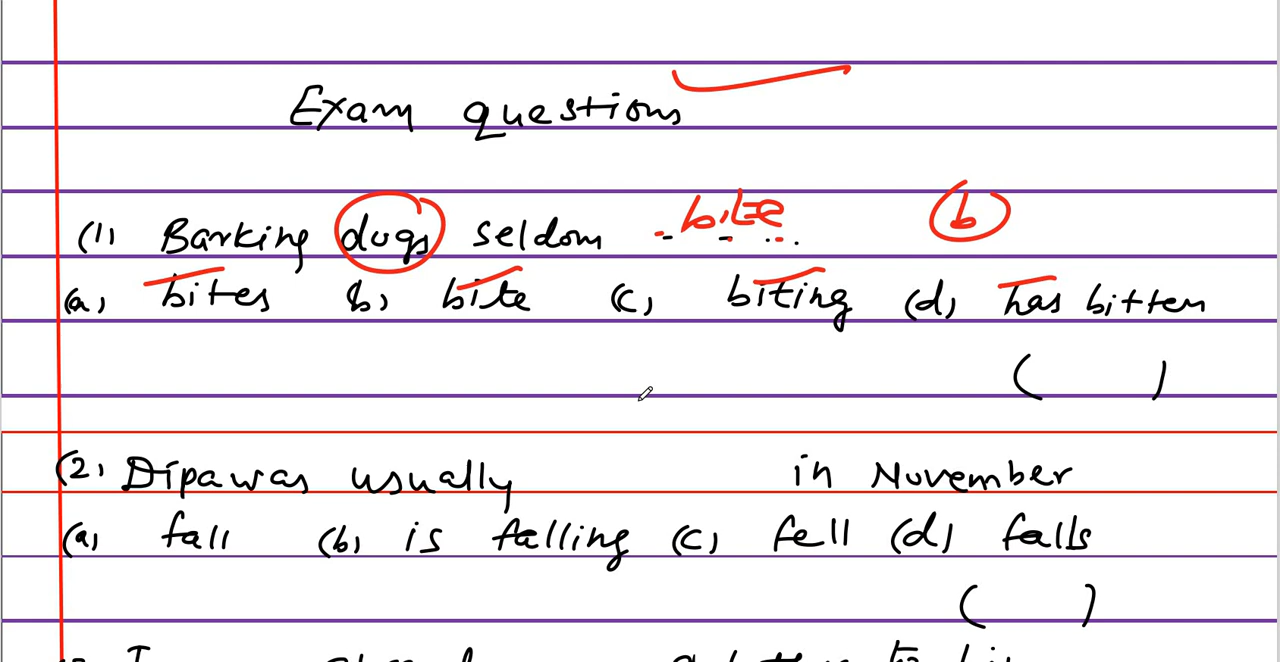 Exam questions
bite b
(1) Barking dogs seldom - - ...
(a) bites (b) bite (c) biting (d) has bitten
( )
(2) Dipawas usually in November
(a) fall (b) is falling (c) fell (d) falls
( )